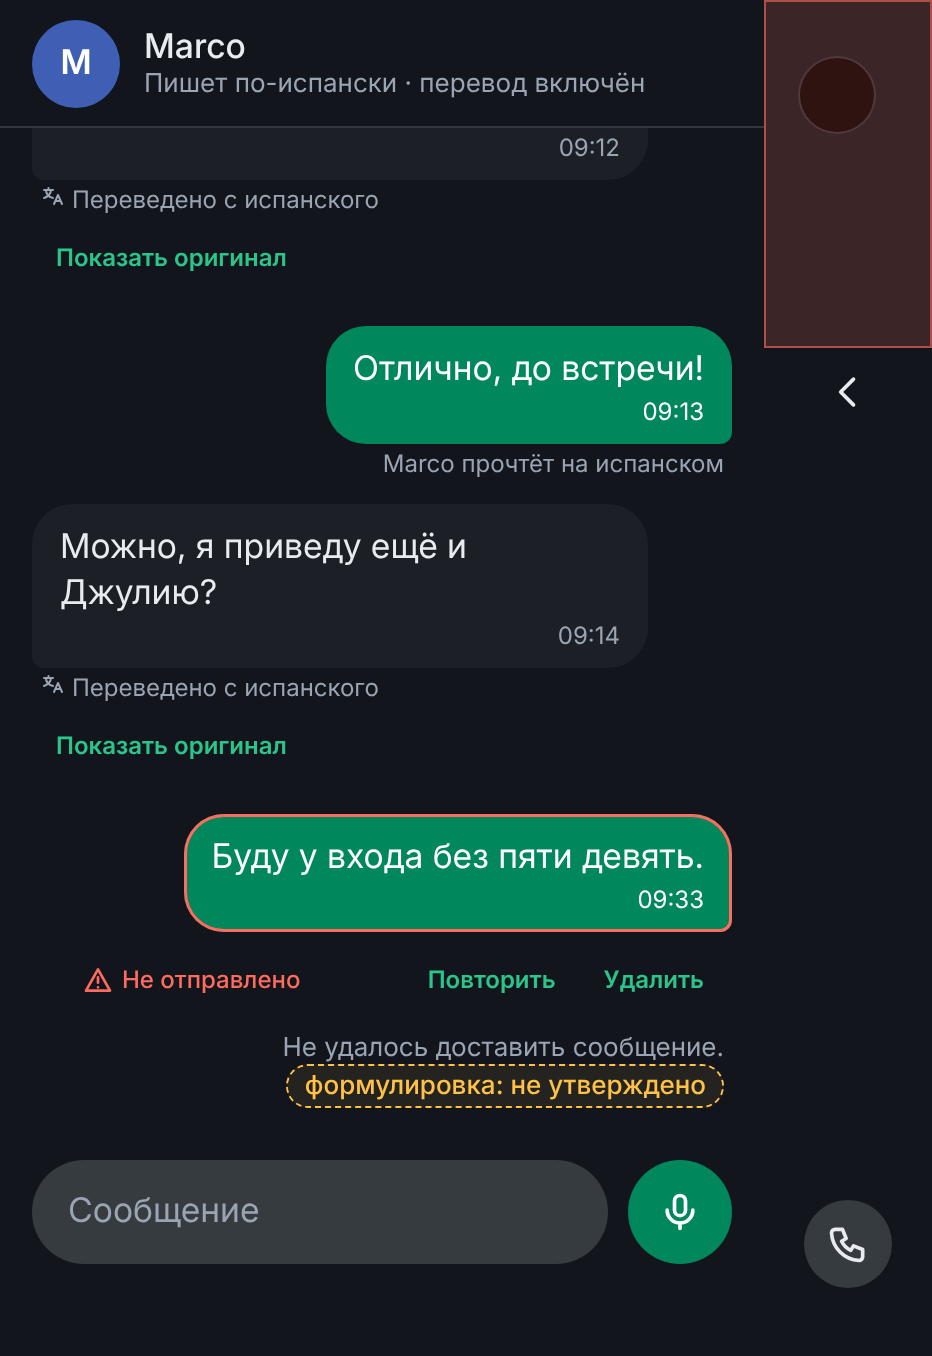 M
Marco
Пишет по-испански · перевод включён
09:12
Переведено с испанского
Показать оригинал
Отлично, до встречи!
09:13
Marco прочтёт на испанском
Можно, я приведу ещё и
Джулию?
09:14
Переведено с испанского
Показать оригинал
Буду у входа без пяти девять.
09:33
Не отправлено Повторить Удалить
Не удалось доставить сообщение.
формулировка: не утверждено
Сообщение